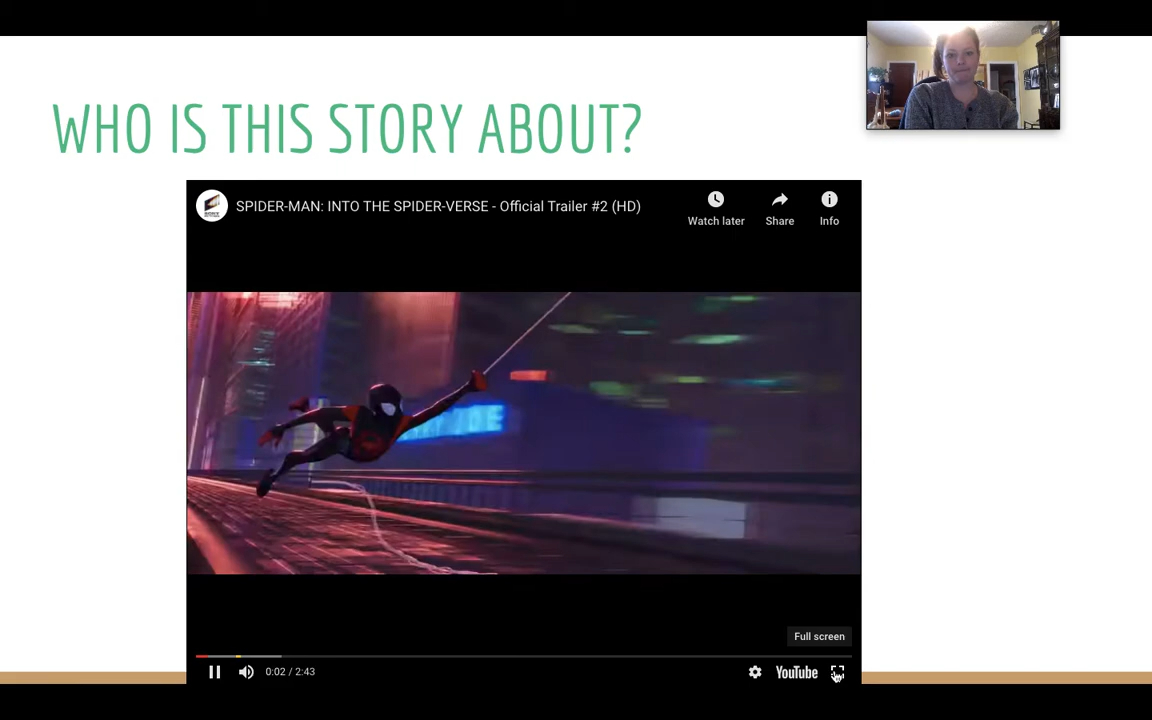 WHO IS THIS STORY ABOUT?
SPIDER-MAN: INTO THE SPIDER-VERSE - Official Trailer #2 (HD)
Watch later
Share
Info
Full screen
0:02 / 2:43
YouTube